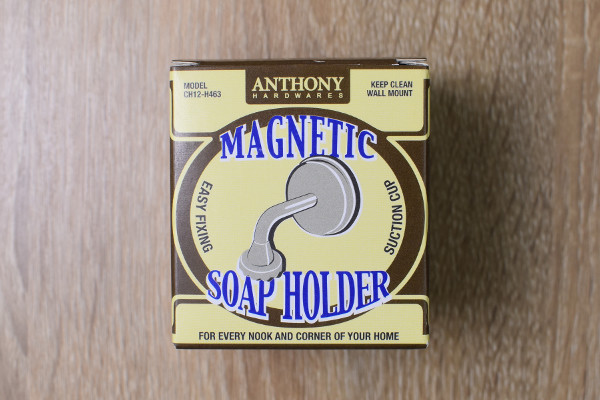 MODEL
CH12-H463
ANTHONY
HARDWARES
KEEP CLEAN
WALL MOUNT
MAGNETIC
EASY FIXING
SUCTION CUP
SOAP HOLDER
FOR EVERY NOOK AND CORNER OF YOUR HOME